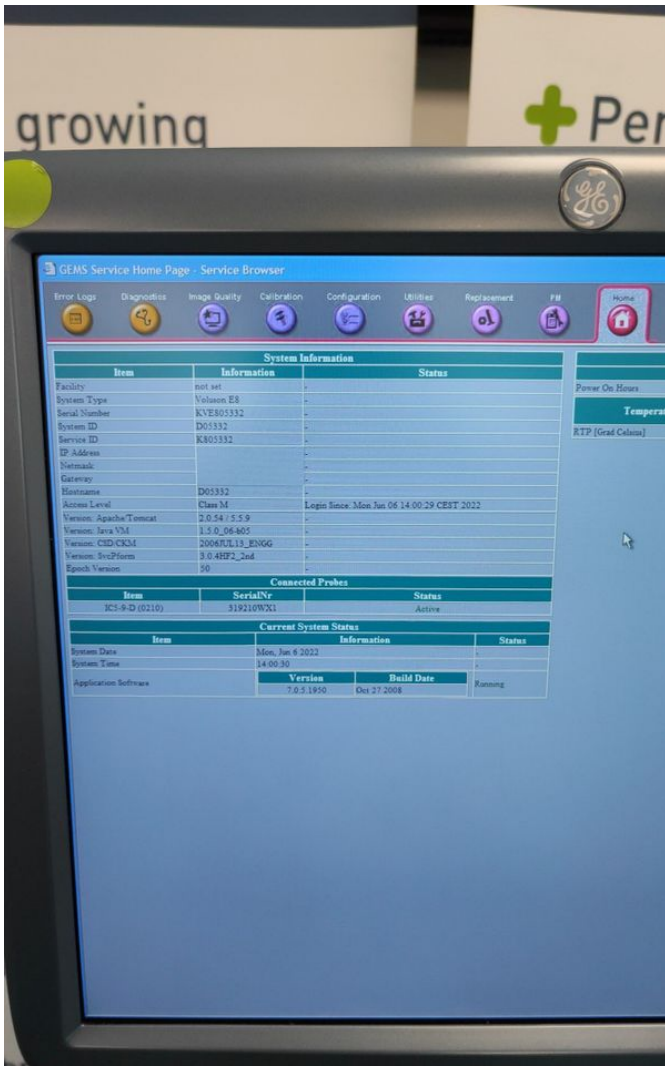 growing
Per
GE
GEMS Service Home Page - Service Browser
Error Logs Diagnostics Image Quality Calibration Configuration Utilities Replacement PM Home
System Information
Item Information Status
Facility not set -
System Type Voluson E8 -
Serial Number KVE805332 -
System ID D05332 -
Service ID K805332 -
IP Address -
Netmask -
Gateway -
Hostname D05332 -
Access Level Class M Login Since: Mon Jun 06 14:00:29 CEST 2022
Version: Apache/Tomcat 2.0.54 / 5.5.9 -
Version: Java VM 1.5.0_06-b05 -
Version: CSD/CKM 2006JUL13_ENGG -
Version: SvcPform 3.0.4HF2_2nd -
Epoch Version 50 -
Connected Probes
Item SerialNr Status
IC5-9-D (0210) 319210WX1 Active
Current System Status
Item Information Status
System Date Mon, Jun 6 2022 -
System Time 14:00:30 -
Application Software Version Build Date Running
7.0.5.1950 Oct 27 2008
Power On Hours
Temperat
RTP [Grad Celsius]